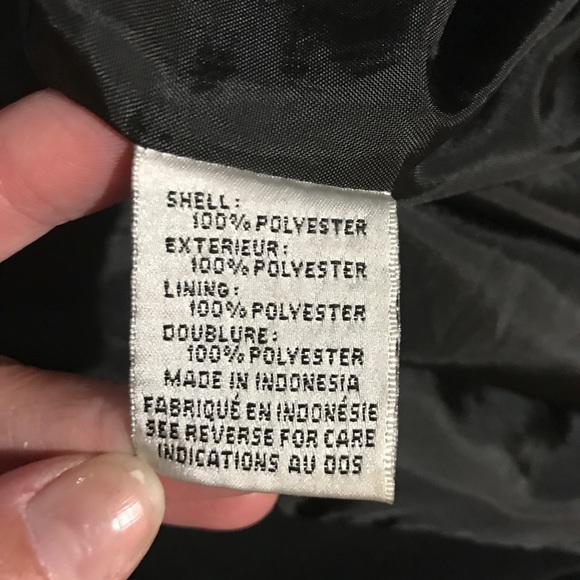 SHELL:
100% POLYESTER
EXTERIEUR:
100% POLYESTER
LINING:
100% POLYESTER
DOUBLURE:
100% POLYESTER
MADE IN INDONESIA
FABRIQUÉ EN INDONÉSIE
SEE REVERSE FOR CARE
INDICATIONS AU DOS